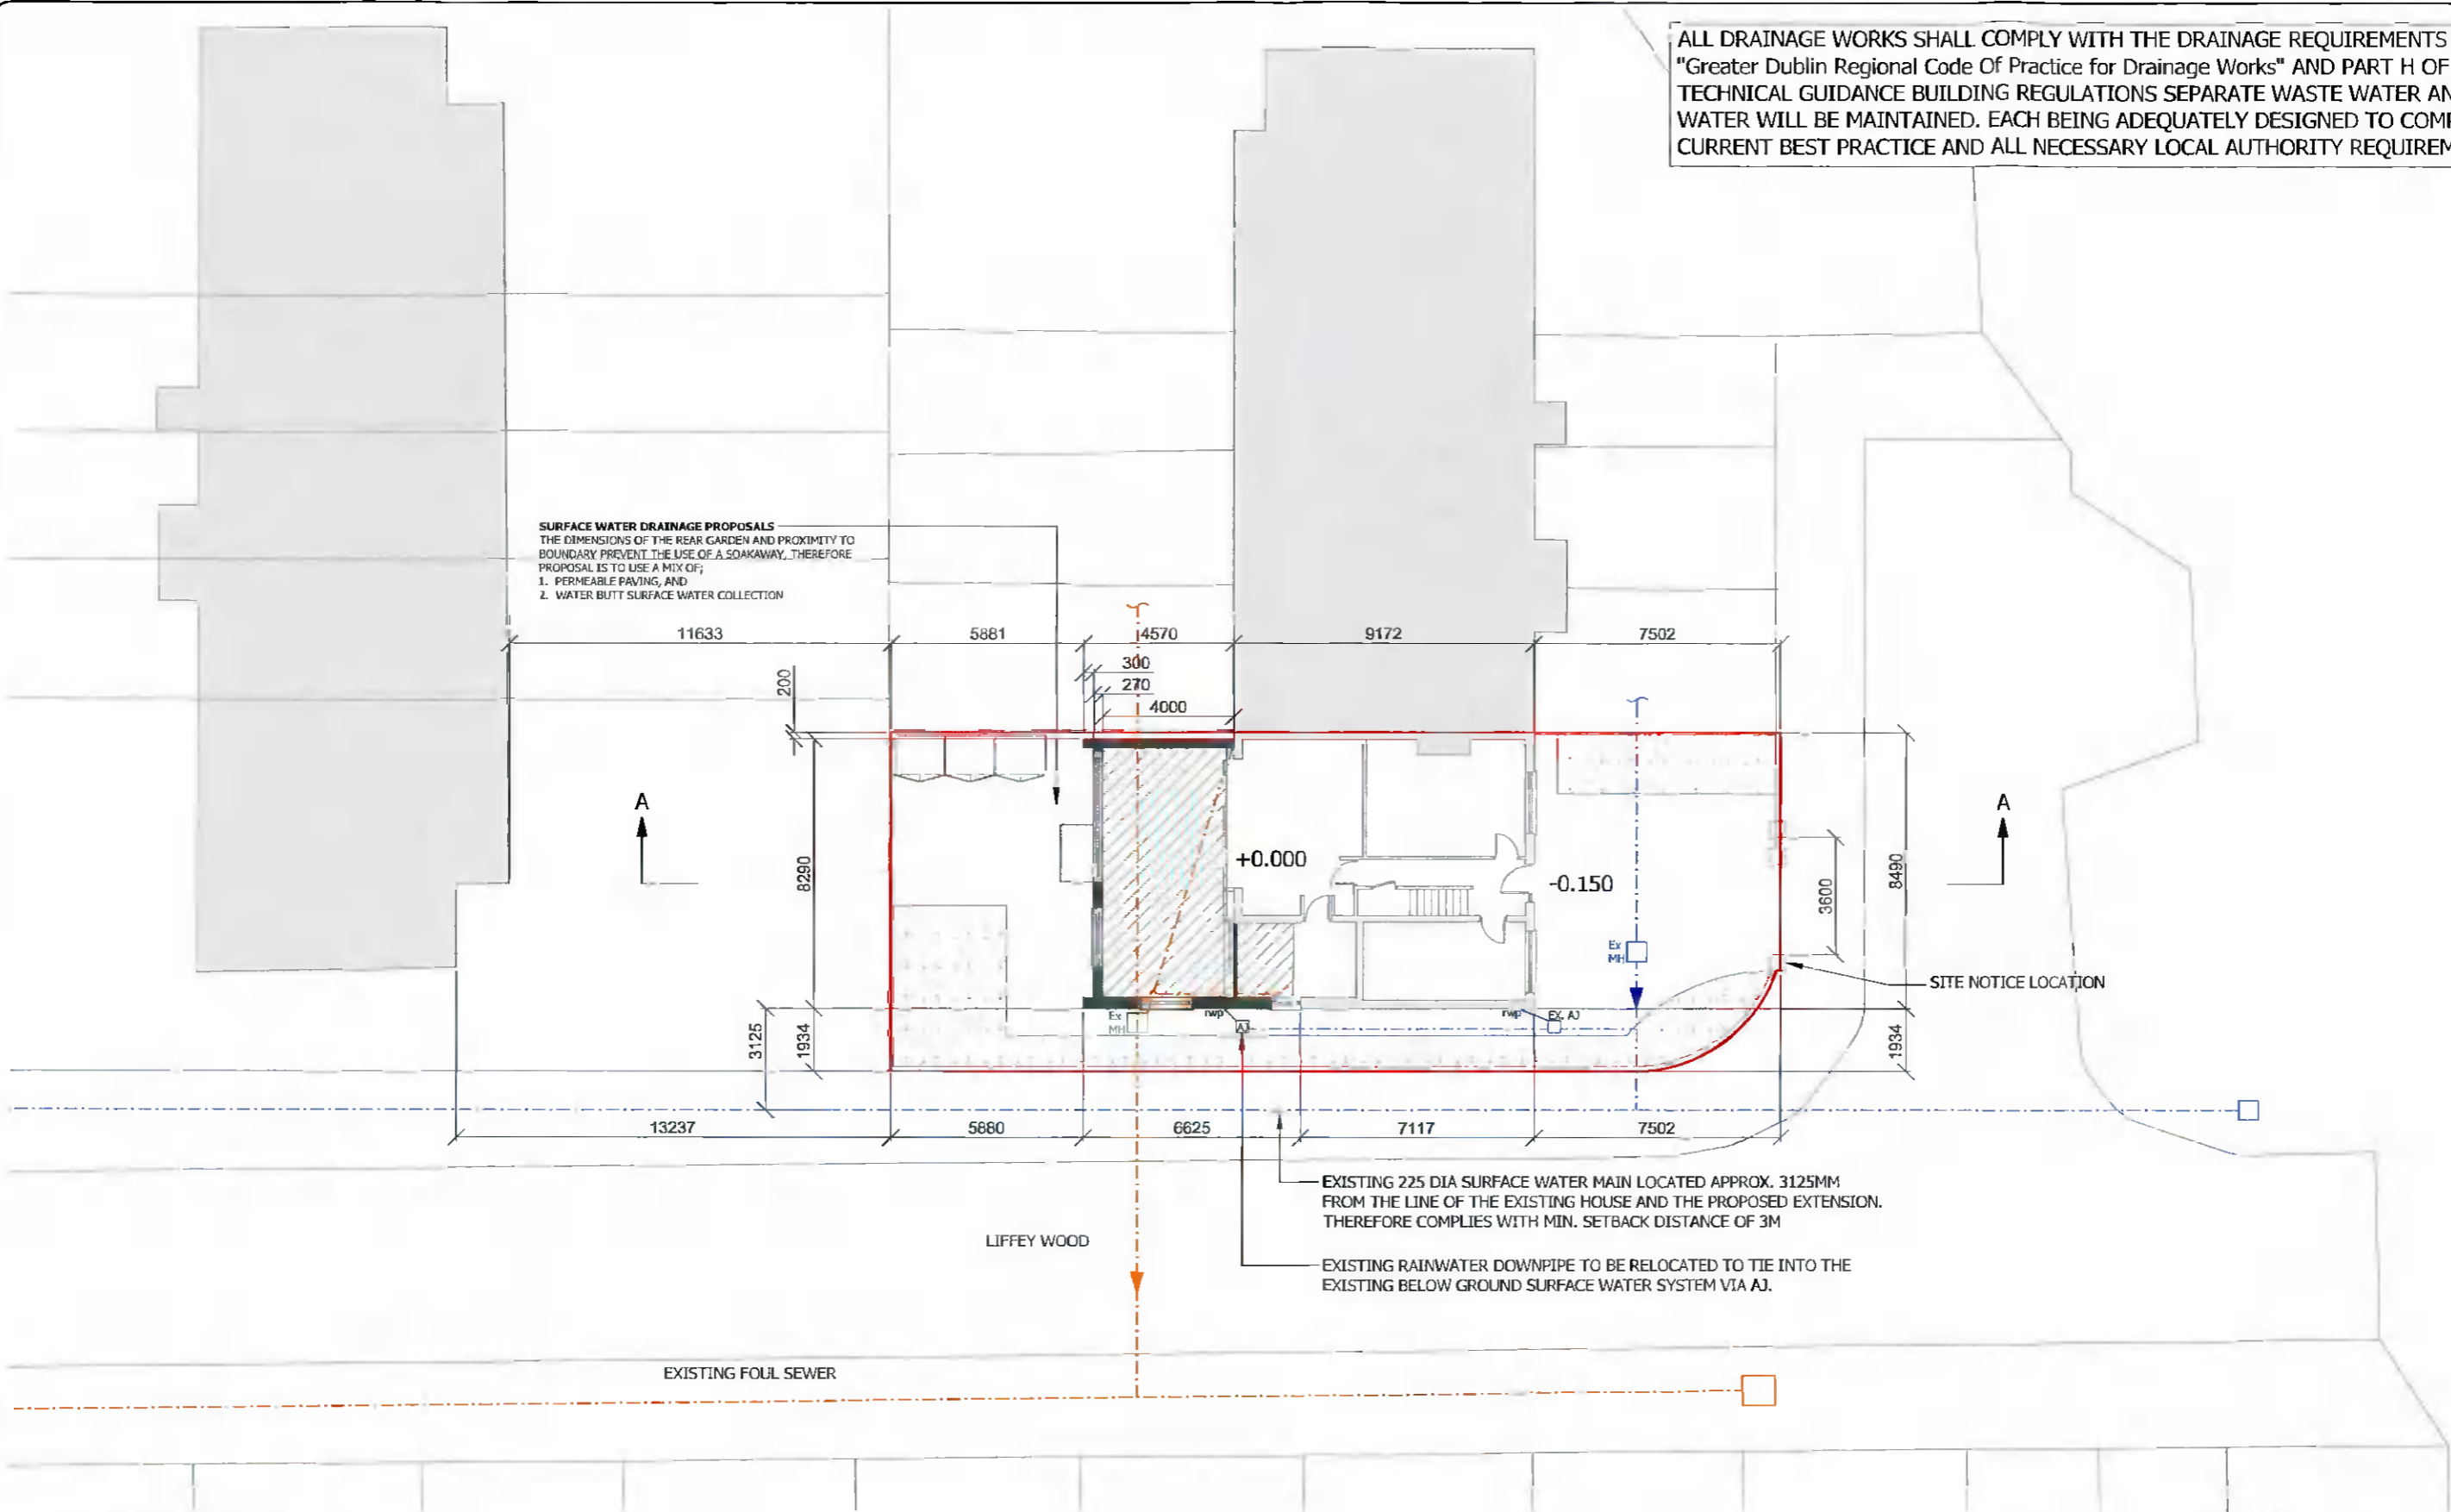 ALL DRAINAGE WORKS SHALL COMPLY WITH THE DRAINAGE REQUIREMENTS
"Greater Dublin Regional Code Of Practice for Drainage Works" AND PART H OF
TECHNICAL GUIDANCE BUILDING REGULATIONS SEPARATE WASTE WATER AN
WATER WILL BE MAINTAINED. EACH BEING ADEQUATELY DESIGNED TO COM
CURRENT BEST PRACTICE AND ALL NECESSARY LOCAL AUTHORITY REQUIREM
SURFACE WATER DRAINAGE PROPOSALS
THE DIMENSIONS OF THE REAR GARDEN AND PROXIMITY TO
BOUNDARY PREVENT THE USE OF A SOAKAWAY, THEREFORE
PROPOSAL IS TO USE A MIX OF;
1. PERMEABLE PAVING, AND
2. WATER BUTT SURFACE WATER COLLECTION
11633
5881
4570
9172
7502
300
270
4000
200
A
A
8290
+0.000
-0.150
3600
8490
Ex
MH
SITE NOTICE LOCATION
3125
1934
Ex
MH
rwp
AJ
rwp
EX. AJ
1934
13237
5880
6625
7117
7502
EXISTING 225 DIA SURFACE WATER MAIN LOCATED APPROX. 3125MM
FROM THE LINE OF THE EXISTING HOUSE AND THE PROPOSED EXTENSION.
THEREFORE COMPLIES WITH MIN. SETBACK DISTANCE OF 3M
LIFFEY WOOD
EXISTING RAINWATER DOWNPIPE TO BE RELOCATED TO TIE INTO THE
EXISTING BELOW GROUND SURFACE WATER SYSTEM VIA AJ.
EXISTING FOUL SEWER